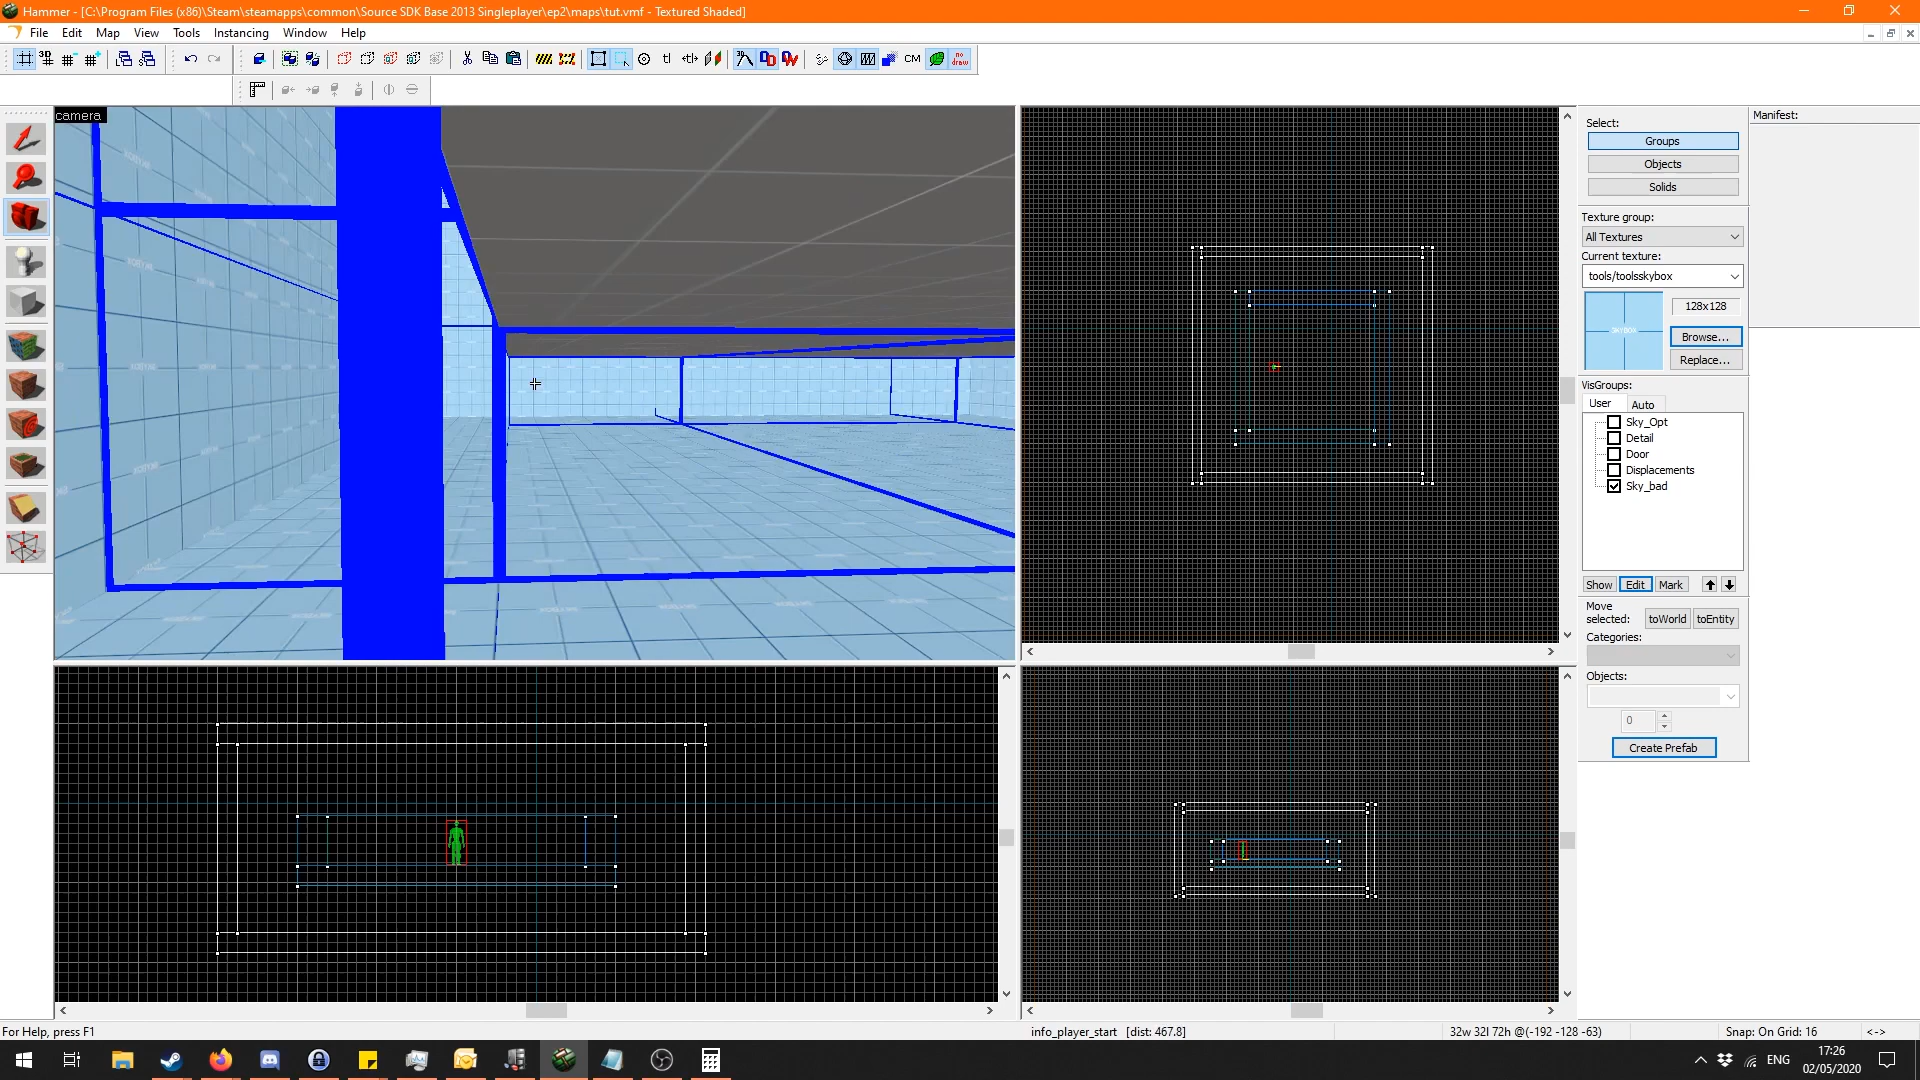 Hammer - [C:\Program Files (x86)\Steam\steamapps\common\Source SDK Base 2013 Singleplayer\ep2\maps\tut.vmf - Textured Shaded]
File Edit Map View Tools Instancing Window Help
3D
CM
no draw
camera
Select:
Groups
Objects
Solids
Texture group:
All Textures
Current texture:
tools/toolsskybox
SKYBOX
128x128
Browse...
Replace...
VisGroups:
User Auto
Sky_Opt
Detail
Door
Displacements
Sky_bad
Show Edit Mark
Move selected:
toWorld toEntity
Categories:
Objects:
0
Create Prefab
Manifest:
For Help, press F1
info_player_start [dist: 467.8]
32w 32l 72h @(-192 -128 -63)
Snap: On Grid: 16
<->
ENG
17:26
02/05/2020